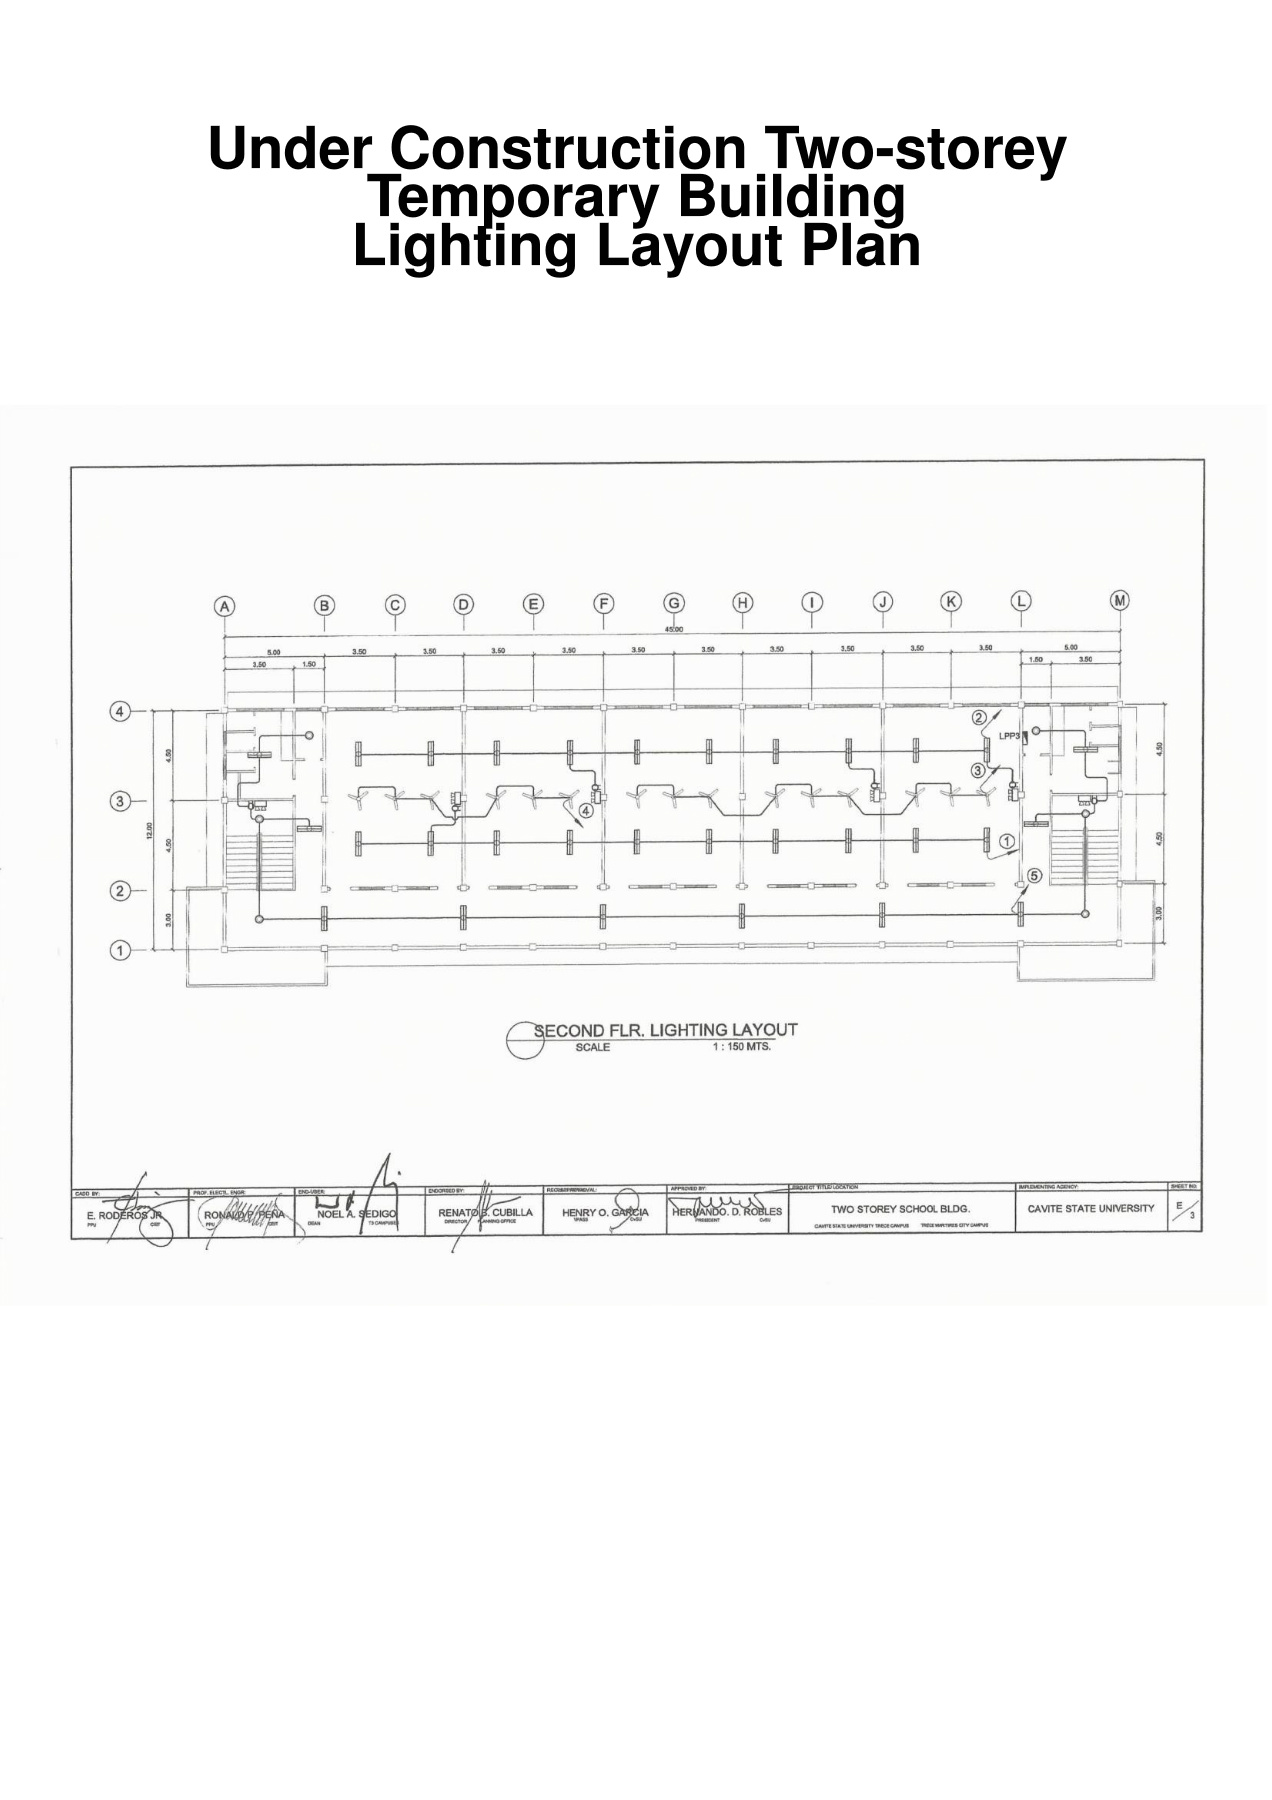 Under Construction Two-storey
Temporary Building
Lighting Layout Plan
A B C D E F G H I J K L M
45.00
5.00 3.50 3.50 3.50 3.50 3.50 3.50 3.50 3.50 3.50 3.50 5.00
3.50 1.50 1.50 3.50
4
2
LPP3
4.50 4.50
3
3
4
12.00
4.50 4.50
1
2
5
3.00 3.00
1
SECOND FLR. LIGHTING LAYOUT
SCALE 1 : 150 MTS.
CADD BY: PROF. ELECTL. ENGR: END-USER: ENDORSED BY: APPROVED BY: PROJECT TITLE/ LOCATION IMPLEMENTING AGENCY: SHEET NO.
E. RODEROS JR. RONALD P. PEÑA NOEL A. SEDIGO RENATO B. CUBILLA HENRY O. GARCIA HERNANDO. D. ROBLES TWO STOREY SCHOOL BLDG. CAVITE STATE UNIVERSITY E
PPU PPU DEAN DIRECTOR PLANNING OFFICE PRESIDENT CvSU 3
CAVITE STATE UNIVERSITY TRECE CAMPUS TRECE MARTIRES CITY CAMPUS